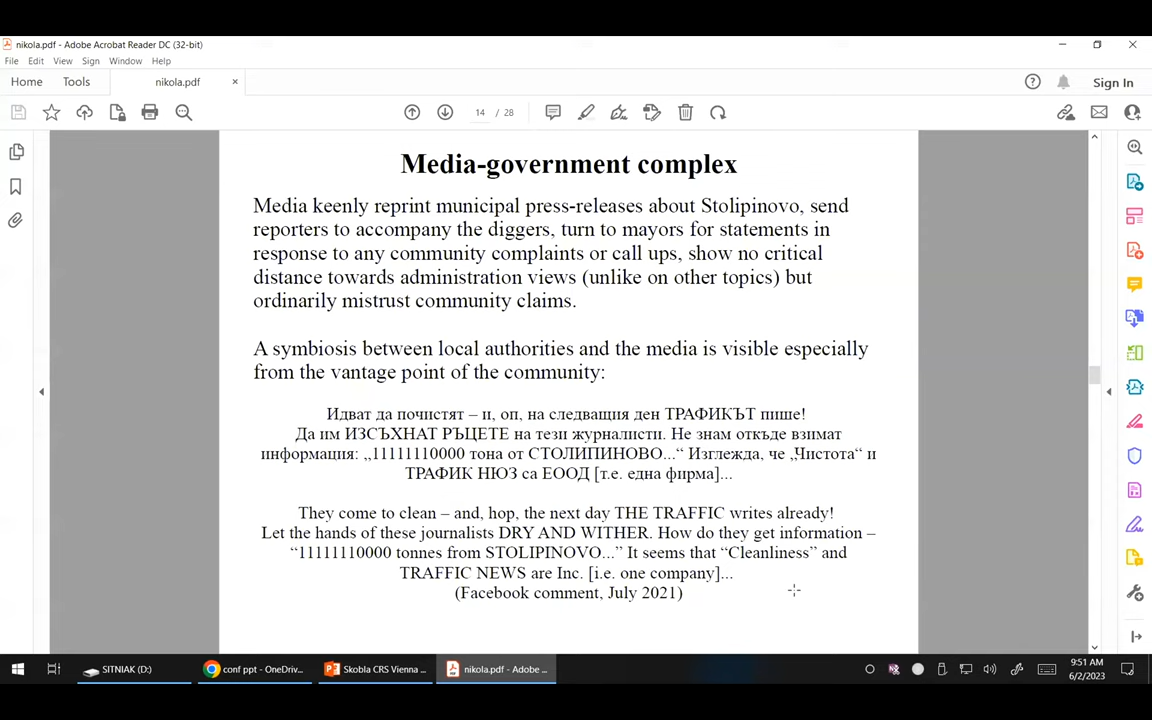 nikola.pdf - Adobe Acrobat Reader DC (32-bit)
File Edit View Sign Window Help
Home Tools nikola.pdf × Sign In
14 / 28
Media-government complex
Media keenly reprint municipal press-releases about Stolipinovo, send
reporters to accompany the diggers, turn to mayors for statements in
response to any community complaints or call ups, show no critical
distance towards administration views (unlike on other topics) but
ordinarily mistrust community claims.
A symbiosis between local authorities and the media is visible especially
from the vantage point of the community:
Идват да почистят – и, оп, на следващия ден ТРАФИКЪТ пише!
Да им ИЗСЪХНАТ РЪЦЕТЕ на тези журналисти. Не знам откъде взимат
информация: „11111110000 тона от СТОЛИПИНОВО...“ Изглежда, че „Чистота“ и
ТРАФИК НЮЗ са ЕООД [т.е. една фирма]...
They come to clean – and, hop, the next day THE TRAFFIC writes already!
Let the hands of these journalists DRY AND WITHER. How do they get information –
“11111110000 tonnes from STOLIPINOVO...” It seems that “Cleanliness” and
TRAFFIC NEWS are Inc. [i.e. one company]...
(Facebook comment, July 2021)
SITNIAK (D:) conf ppt - OneDriv... Skobla CRS Vienna ... nikola.pdf - Adobe ... 9:51 AM
6/2/2023